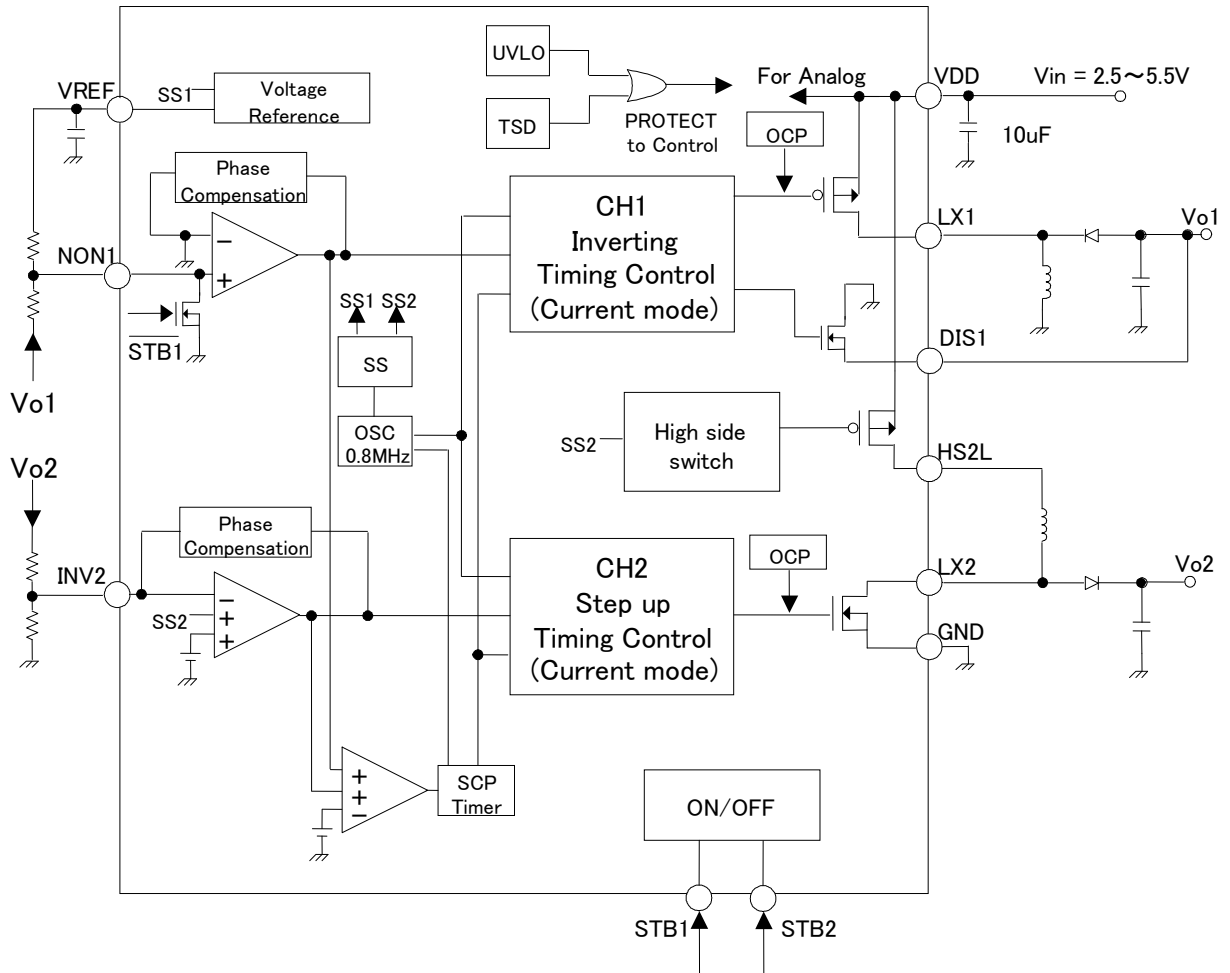 UVLO
TSD
PROTECT
to Control
For Analog
VDD
Vin = 2.5～5.5V
10uF
OCP
VREF
SS1
Voltage
Reference
Phase
Compensation
NON1
−
+
STB1
Vo1
SS1 SS2
SS
OSC
0.8MHz
CH1
Inverting
Timing Control
(Current mode)
LX1
Vo1
DIS1
SS2
High side
switch
HS2L
Vo2
INV2
Phase
Compensation
−
SS2 +
+
CH2
Step up
Timing Control
(Current mode)
OCP
LX2
Vo2
GND
+
+
−
SCP
Timer
ON/OFF
STB1
STB2